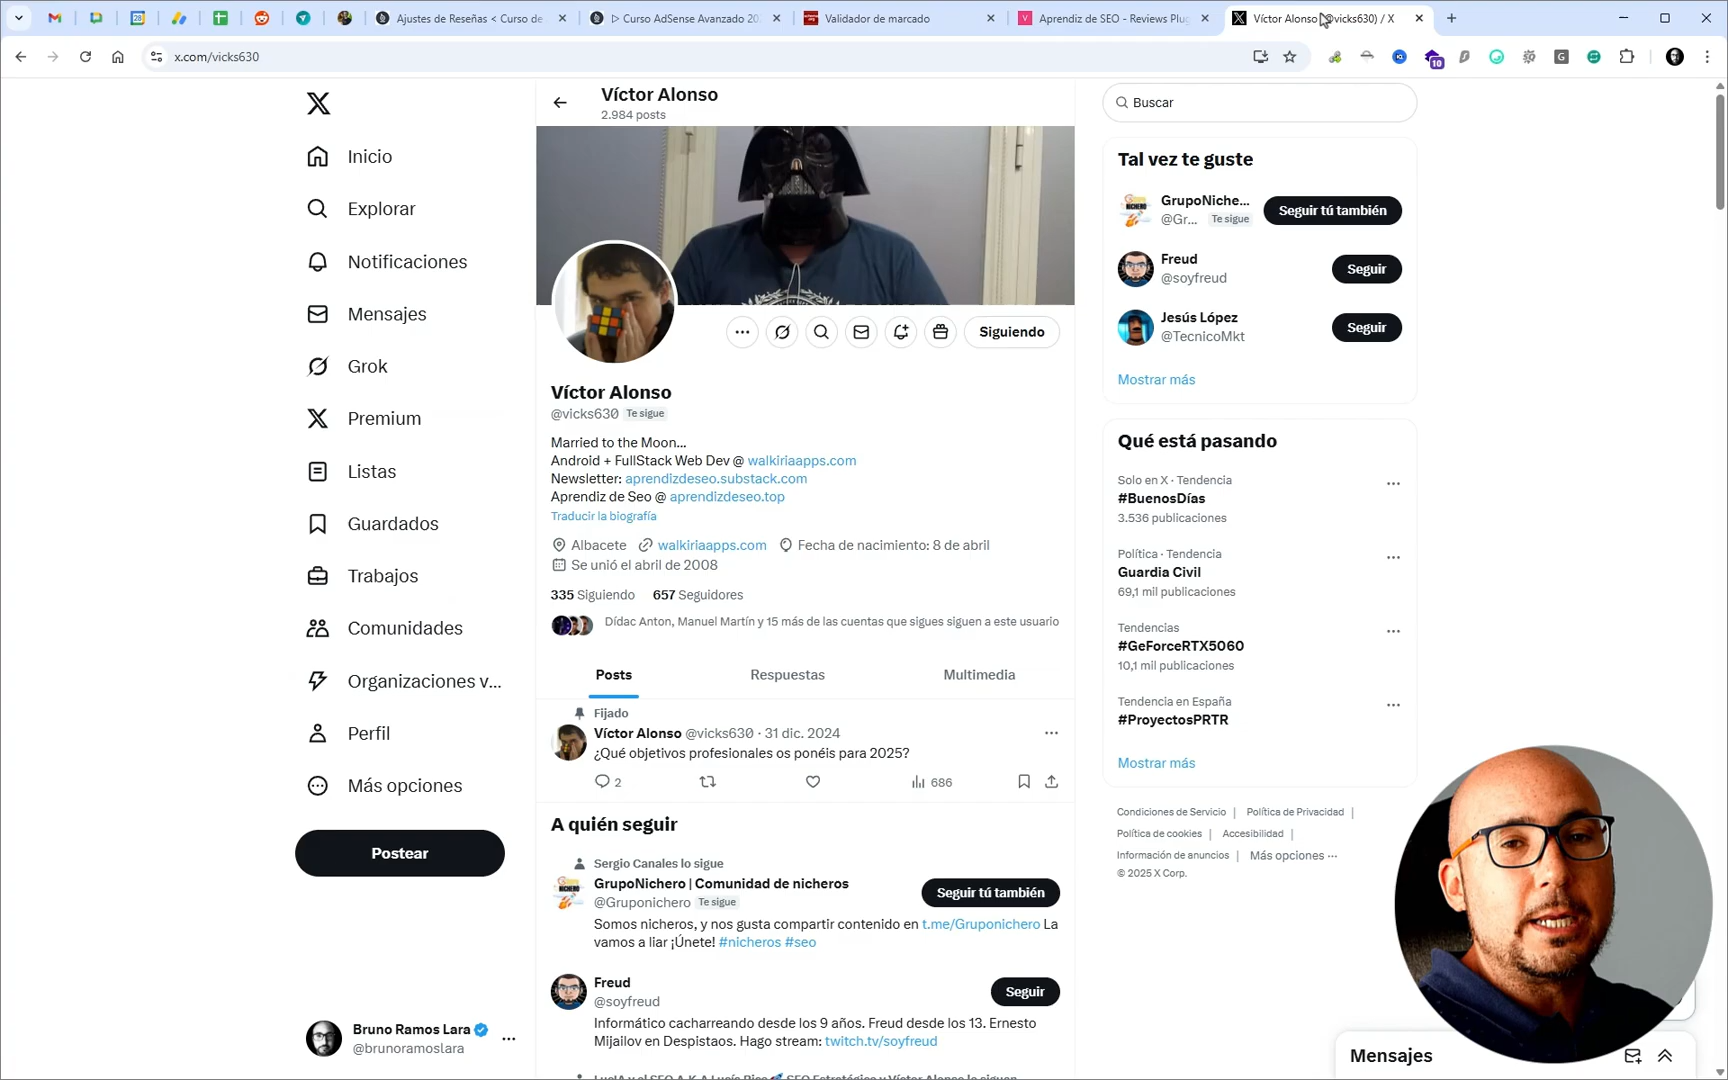 Ajustes de Reseñas < Curso de
▷ Curso AdSense Avanzado 202
Validador de marcado
Aprendiz de SEO - Reviews Plug
Víctor Alonso (@vicks630) / X
x.com/vicks630
10
Víctor Alonso
2.984 posts
Inicio
Explorar
Notificaciones
Mensajes
Grok
Premium
Listas
Guardados
Trabajos
Comunidades
Organizaciones v...
Perfil
Más opciones
Postear
Bruno Ramos Lara
@brunoramoslara
Siguiendo
Víctor Alonso
@vicks630 Te sigue
Married to the Moon...
Android + FullStack Web Dev @ walkiriaapps.com
Newsletter: aprendizdeseo.substack.com
Aprendiz de Seo @ aprendizdeseo.top
Traducir la biografía
Albacete walkiriaapps.com Fecha de nacimiento: 8 de abril
Se unió el abril de 2008
335 Siguiendo 657 Seguidores
Dídac Anton, Manuel Martín y 15 más de las cuentas que sigues siguen a este usuario
Posts Respuestas Multimedia
Fijado
Víctor Alonso @vicks630 · 31 dic. 2024
¿Qué objetivos profesionales os ponéis para 2025?
2 686
A quién seguir
Sergio Canales lo sigue
GrupoNichero | Comunidad de nicheros
@Gruponichero Te sigue
Seguir tú también
Somos nicheros, y nos gusta compartir contenido en t.me/Gruponichero La
vamos a liar ¡Únete! #nicheros #seo
Freud
@soyfreud
Seguir
Informático cacharreando desde los 9 años. Freud desde los 13. Ernesto
Mijailov en Despistaos. Hago stream: twitch.tv/soyfreud
Buscar
Tal vez te guste
GrupoNiche...
@Gr... Te sigue
Seguir tú también
Freud
@soyfreud
Seguir
Jesús López
@TecnicoMkt
Seguir
Mostrar más
Qué está pasando
Solo en X · Tendencia
#BuenosDías
3.536 publicaciones
Política · Tendencia
Guardia Civil
69,1 mil publicaciones
Tendencias
#GeForceRTX5060
10,1 mil publicaciones
Tendencia en España
#ProyectosPRTR
Mostrar más
Condiciones de Servicio | Política de Privacidad |
Política de cookies | Accesibilidad |
Información de anuncios | Más opciones ···
© 2025 X Corp.
Mensajes